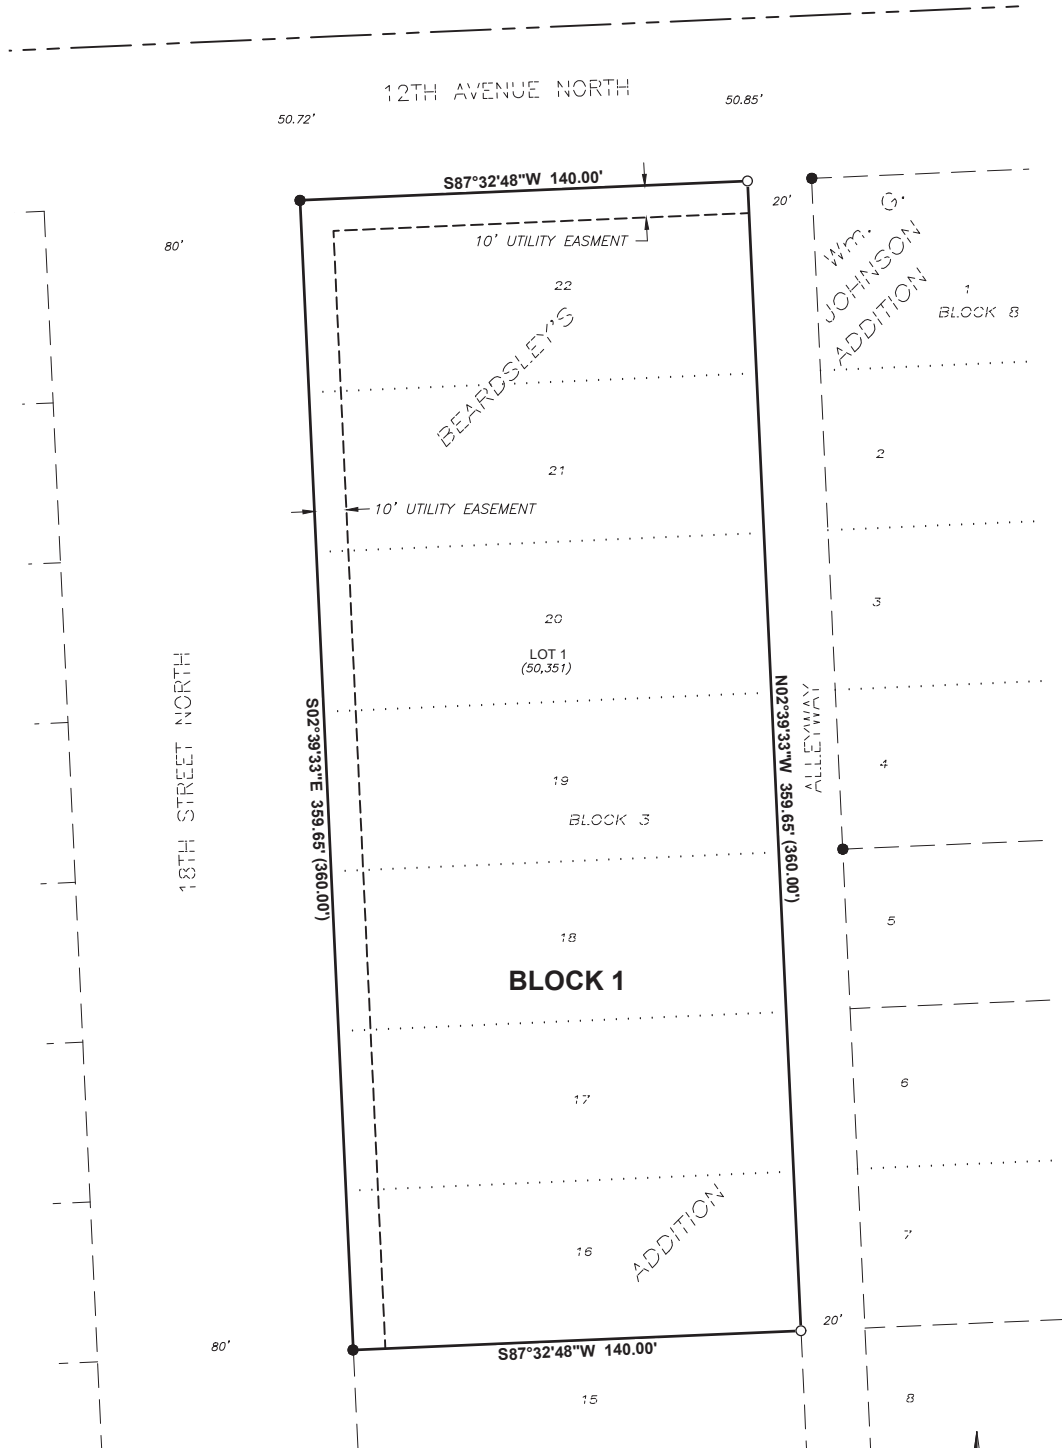 12TH AVENUE NORTH
50.72'
50.85'
S87°32'48"W 140.00'
20'
80'
10' UTILITY EASMENT
Wm. G.
JOHNSON
ADDITION
1
BLOCK 8
22
BEARDSLEY'S
21
2
10' UTILITY EASEMENT
3
20
LOT 1
(50,351)
18TH STREET NORTH
S02°39'33"E 359.65' (360.00')
N02°39'33"W 359.65' (360.00')
ALLEYWAY
4
19
BLOCK 3
5
18
BLOCK 1
6
17
ADDITION
16
7
80'
20'
S87°32'48"W 140.00'
15
8